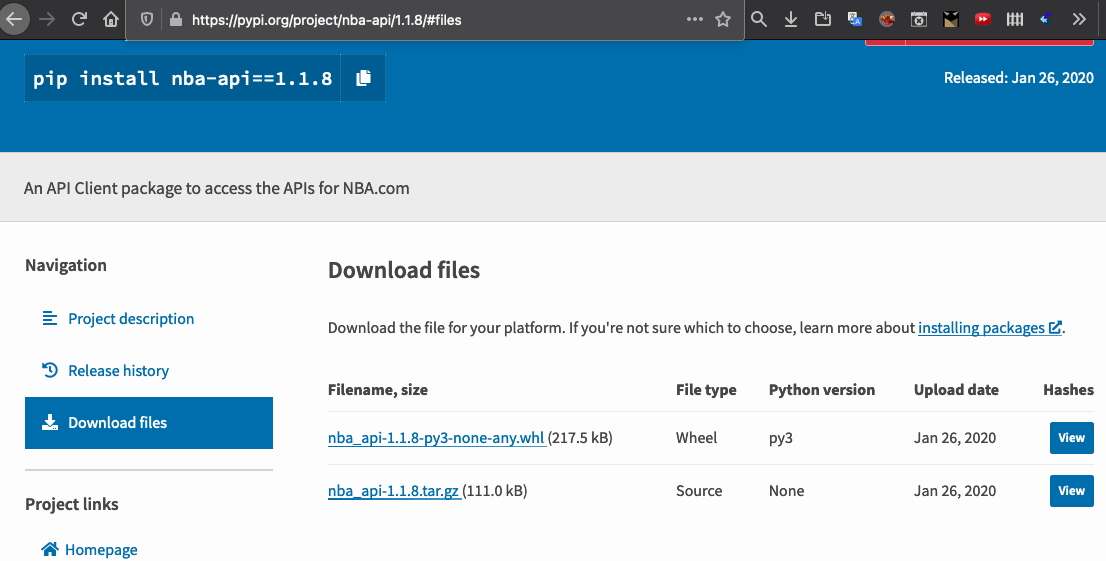 https://pypi.org/project/nba-api/1.1.8/#files
pip install nba-api==1.1.8
Released: Jan 26, 2020
An API Client package to access the APIs for NBA.com
Navigation
Project description
Release history
Download files
Project links
Homepage
Download files
Download the file for your platform. If you're not sure which to choose, learn more about installing packages.
Filename, size File type Python version Upload date Hashes
nba_api-1.1.8-py3-none-any.whl (217.5 kB) Wheel py3 Jan 26, 2020 View
nba_api-1.1.8.tar.gz (111.0 kB) Source None Jan 26, 2020 View